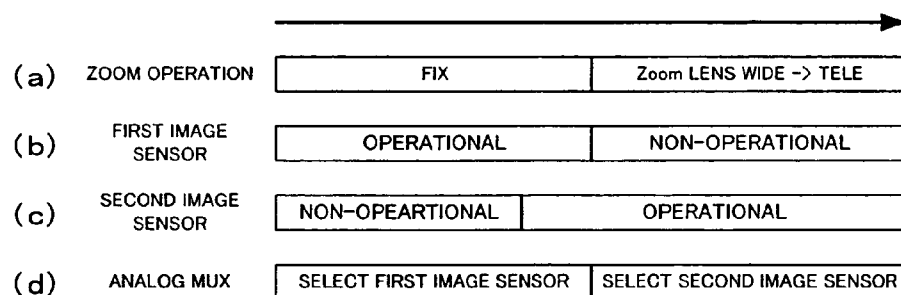 (a) ZOOM OPERATION FIX Zoom LENS WIDE -> TELE
(b) FIRST IMAGE SENSOR OPERATIONAL NON-OPERATIONAL
(c) SECOND IMAGE SENSOR NON-OPEARTIONAL OPERATIONAL
(d) ANALOG MUX SELECT FIRST IMAGE SENSOR SELECT SECOND IMAGE SENSOR